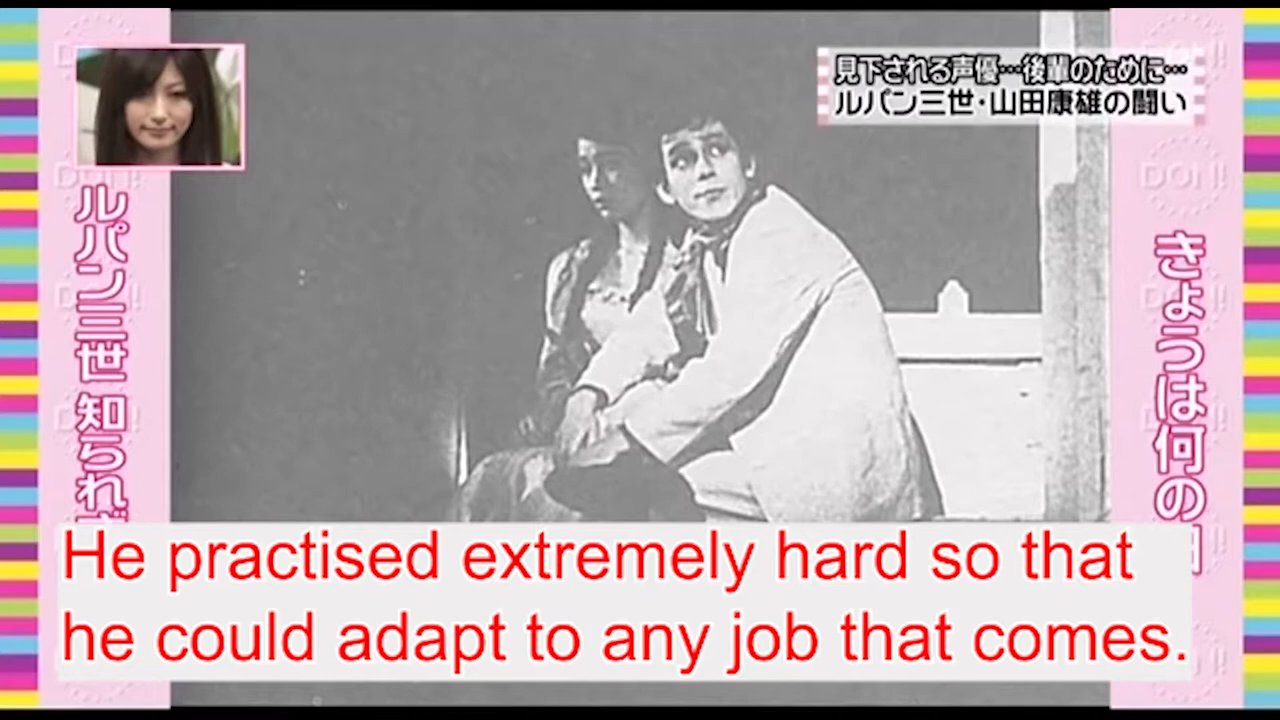 見下される声優…後輩のために…
ルパン三世・山田康雄の闘い
ルパン三世 知られ
きょうは何の
DON!
He practised extremely hard so that
he could adapt to any job that comes.